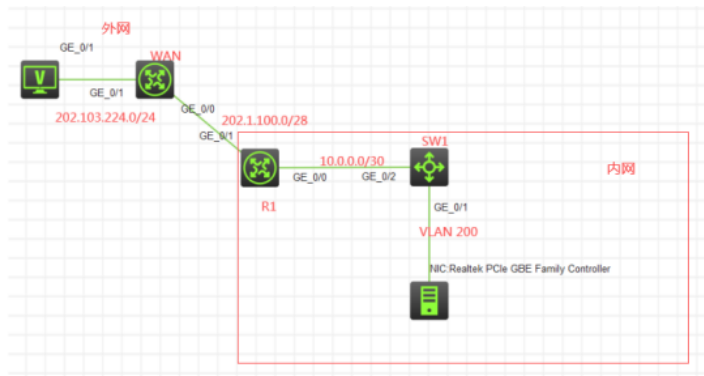 外网
GE_0/1
WAN
V
GE_0/1
202.103.224.0/24
GE_0/0
202.1.100.0/28
GE_0/1
SW1
10.0.0.0/30
GE_0/0
GE_0/2
内网
R1
GE_0/1
VLAN 200
NIC:Realtek PCIe GBE Family Controller